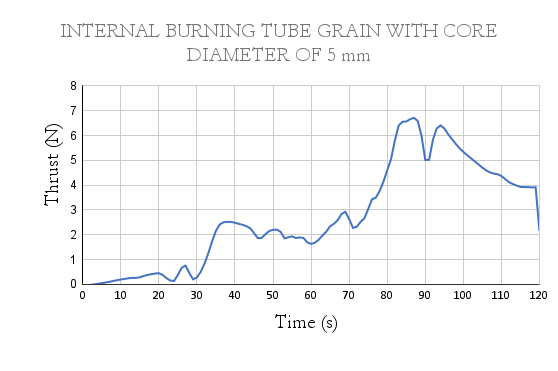 INTERNAL BURNING TUBE GRAIN WITH CORE
DIAMETER OF 5 mm
Thrust (N)
8
7
6
5
4
3
2
1
0
0 10 20 30 40 50 60 70 80 90 100 110 120
Time (s)